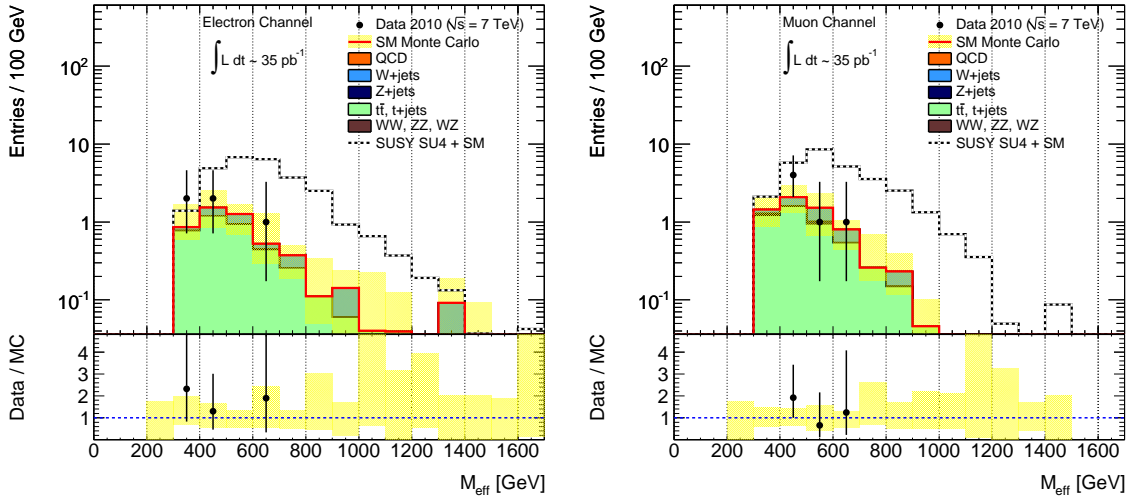 Entries / 100 GeV
10²
10
1
10⁻¹
Electron Channel
∫ L dt ~ 35 pb⁻¹
Data 2010 (√s = 7 TeV)
SM Monte Carlo
QCD
W+jets
Z+jets
tt̄, t+jets
WW, ZZ, WZ
SUSY SU4 + SM
Data / MC
4
3
2
1
0 200 400 600 800 1000 1200 1400 1600
M_eff [GeV]
Entries / 100 GeV
10²
10
1
10⁻¹
Muon Channel
∫ L dt ~ 35 pb⁻¹
Data 2010 (√s = 7 TeV)
SM Monte Carlo
QCD
W+jets
Z+jets
tt̄, t+jets
WW, ZZ, WZ
SUSY SU4 + SM
Data / MC
4
3
2
1
0 200 400 600 800 1000 1200 1400 1600
M_eff [GeV]